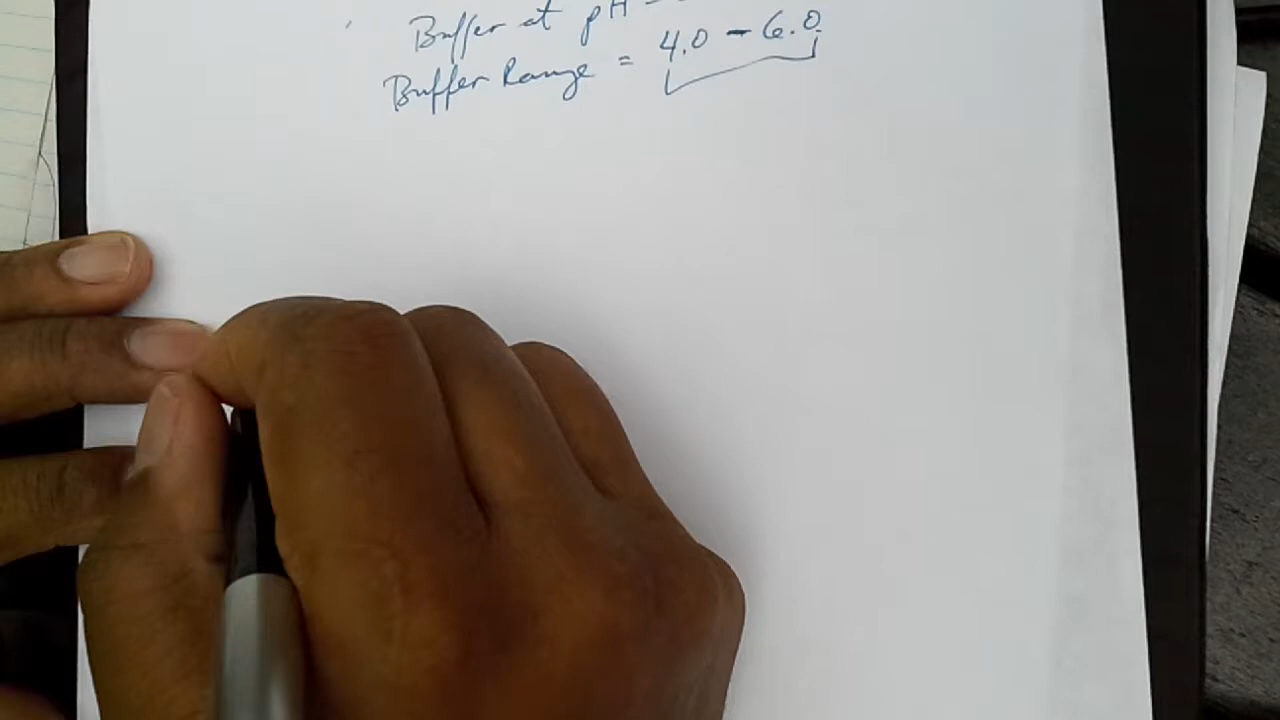 Buffer at pH
Buffer Range = 4.0 - 6.0